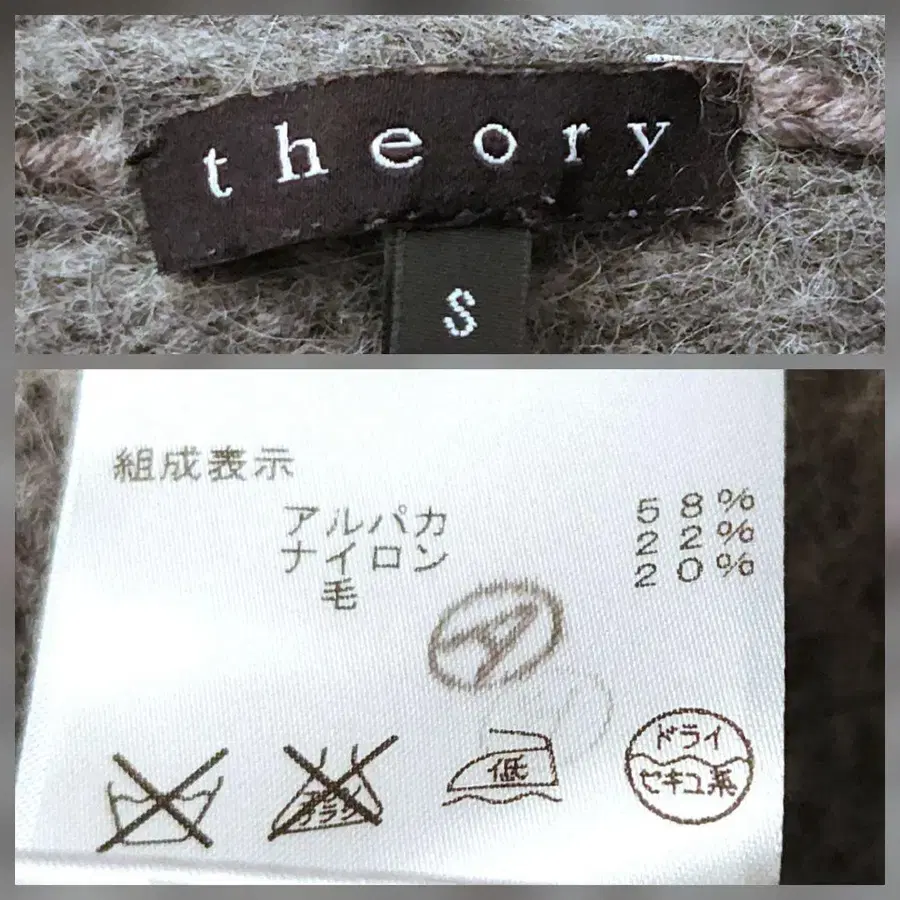 theory
S
組成表示
アルパカ 58%
ナイロン 22%
毛 20%
低
ドライ
セキユ系